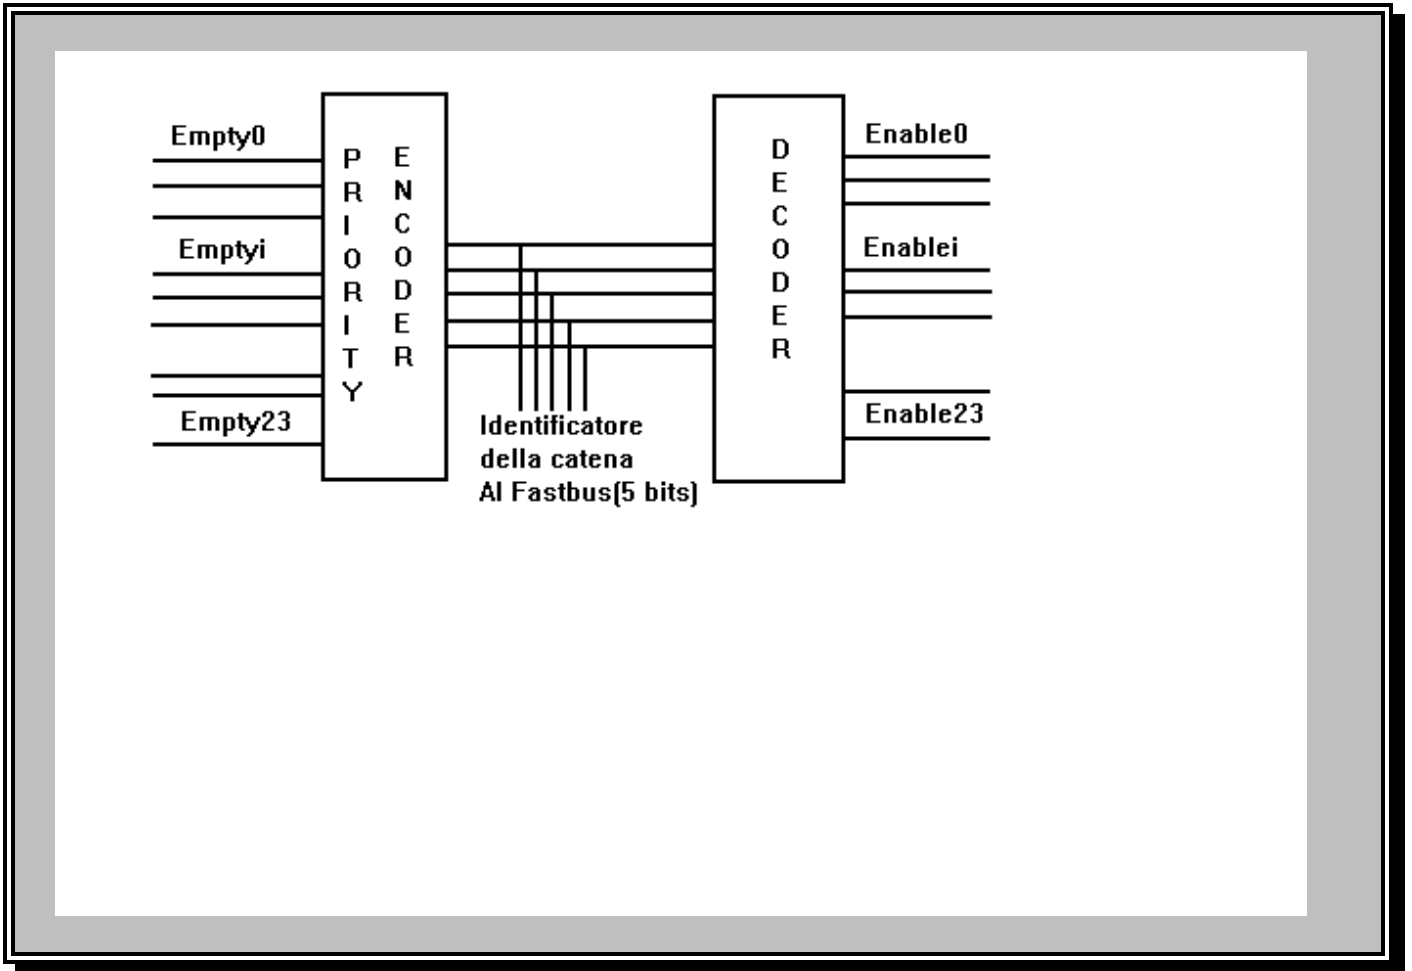 Empty0
Emptyi
Empty23
PRIORITY
ENCODER
Identificatore
della catena
Al Fastbus(5 bits)
DECODER
Enable0
Enablei
Enable23